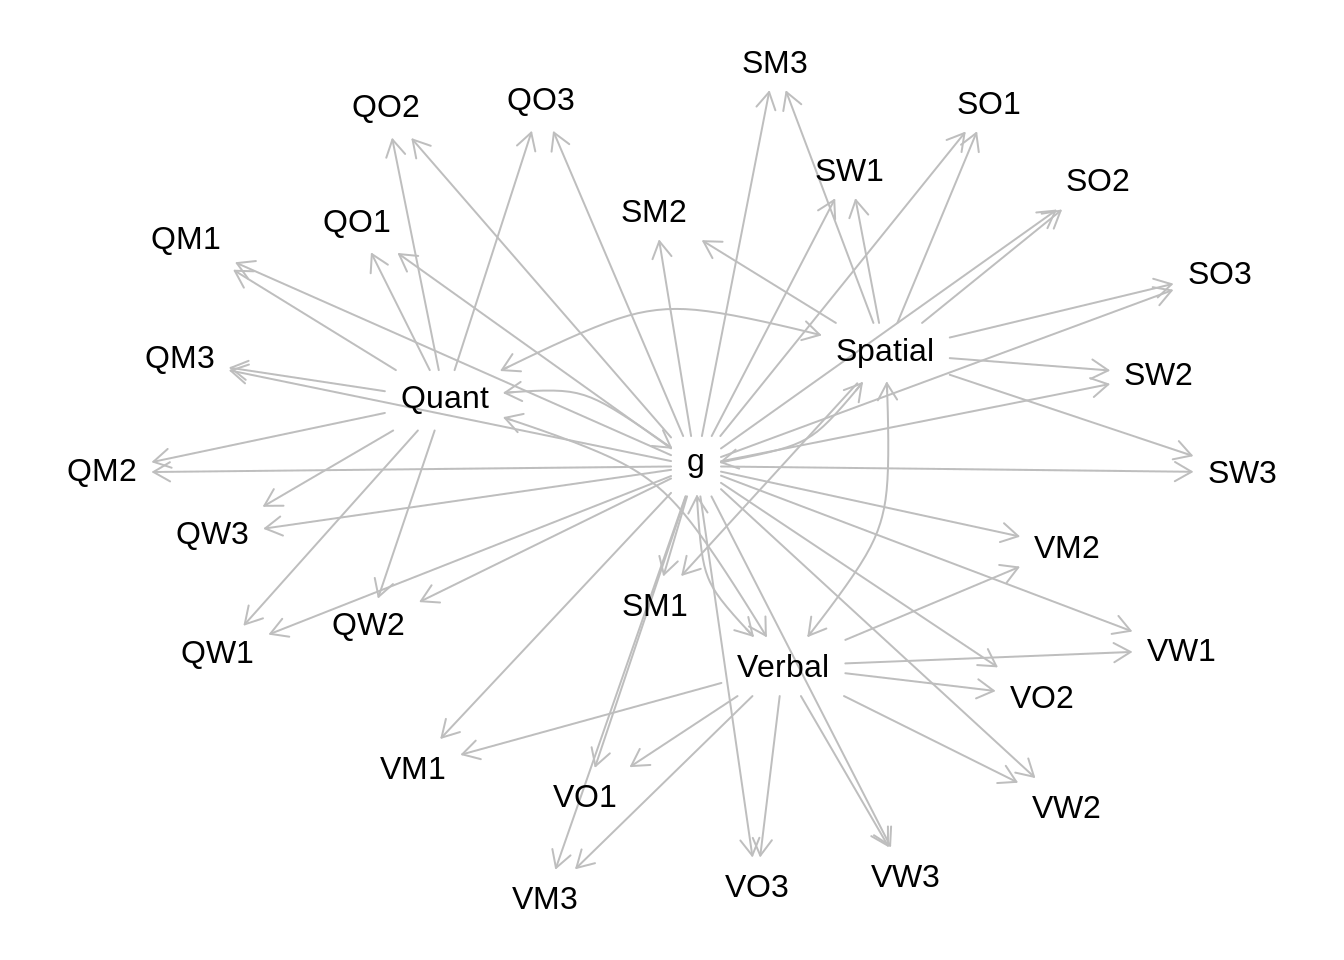 SM3
QO3
SO1
QO2
SW1
SO2
SM2
QO1
QM1
SO3
Spatial
QM3
SW2
Quant
g
QM2
SW3
QW3
VM2
SM1
QW2
VW1
QW1
Verbal
VO2
VM1
VO1
VW2
VW3
VO3
VM3